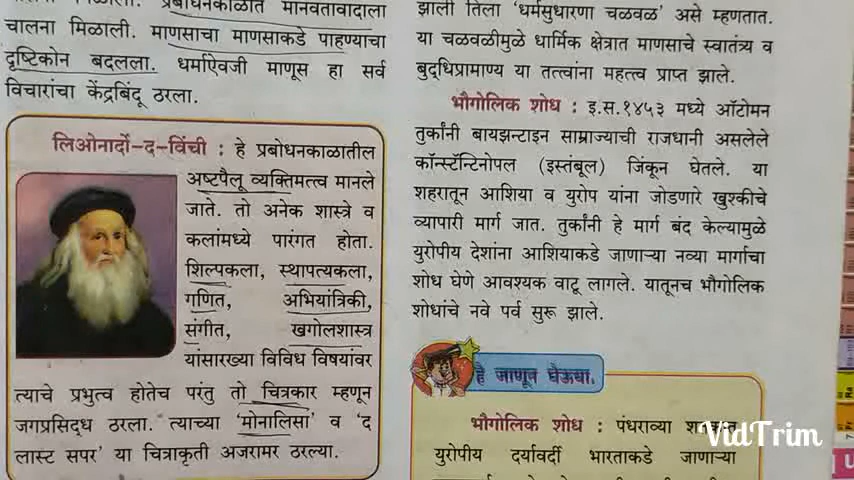 चालना मिळाली. माणसाचा माणसाकडे पाहण्याचा
दृष्टिकोन बदलला. धर्माऐवजी माणूस हा सर्व
विचारांचा केंद्रबिंदू ठरला.
लिओनार्दो-द-विंची : हे प्रबोधनकाळातील
अष्टपैलू व्यक्तिमत्त्व मानले
जाते. तो अनेक शास्त्रे व
कलांमध्ये पारंगत होता.
शिल्पकला, स्थापत्यकला,
गणित, अभियांत्रिकी,
संगीत, खगोलशास्त्र
यांसारख्या विविध विषयांवर
त्याचे प्रभुत्व होतेच परंतु तो चित्रकार म्हणून
जगप्रसिद्ध ठरला. त्याच्या ‘मोनालिसा’ व ‘द
लास्ट सपर’ या चित्राकृती अजरामर ठरल्या.
झाली तिला ‘धर्मसुधारणा चळवळ’ असे म्हणतात.
या चळवळीमुळे धार्मिक क्षेत्रात माणसाचे स्वातंत्र्य व
बुद्धिप्रामाण्य या तत्त्वांना महत्त्व प्राप्त झाले.
भौगोलिक शोध : इ.स.१४५३ मध्ये ऑटोमन
तुर्कांनी बायझन्टाइन साम्राज्याची राजधानी असलेले
कॉन्स्टॅन्टिनोपल (इस्तंबूल) जिंकून घेतले. या
शहरातून आशिया व युरोप यांना जोडणारे खुश्कीचे
व्यापारी मार्ग जात. तुर्कांनी हे मार्ग बंद केल्यामुळे
युरोपीय देशांना आशियाकडे जाणाऱ्या नव्या मार्गाचा
शोध घेणे आवश्यक वाटू लागले. यातूनच भौगोलिक
शोधांचे नवे पर्व सुरू झाले.
हे जाणून घेऊया.
भौगोलिक शोध : पंधराव्या
युरोपीय दर्यावर्दी भारताकडे जाणाऱ्या
VidTrim